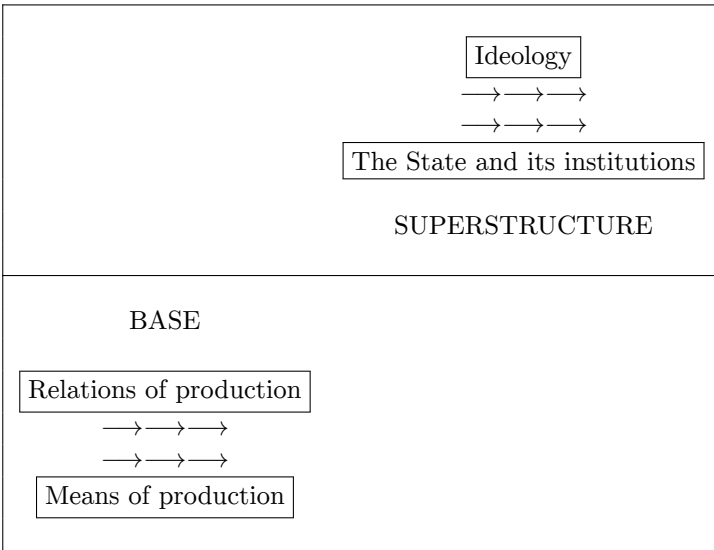 Ideology
The State and its institutions
SUPERSTRUCTURE
BASE
Relations of production
Means of production